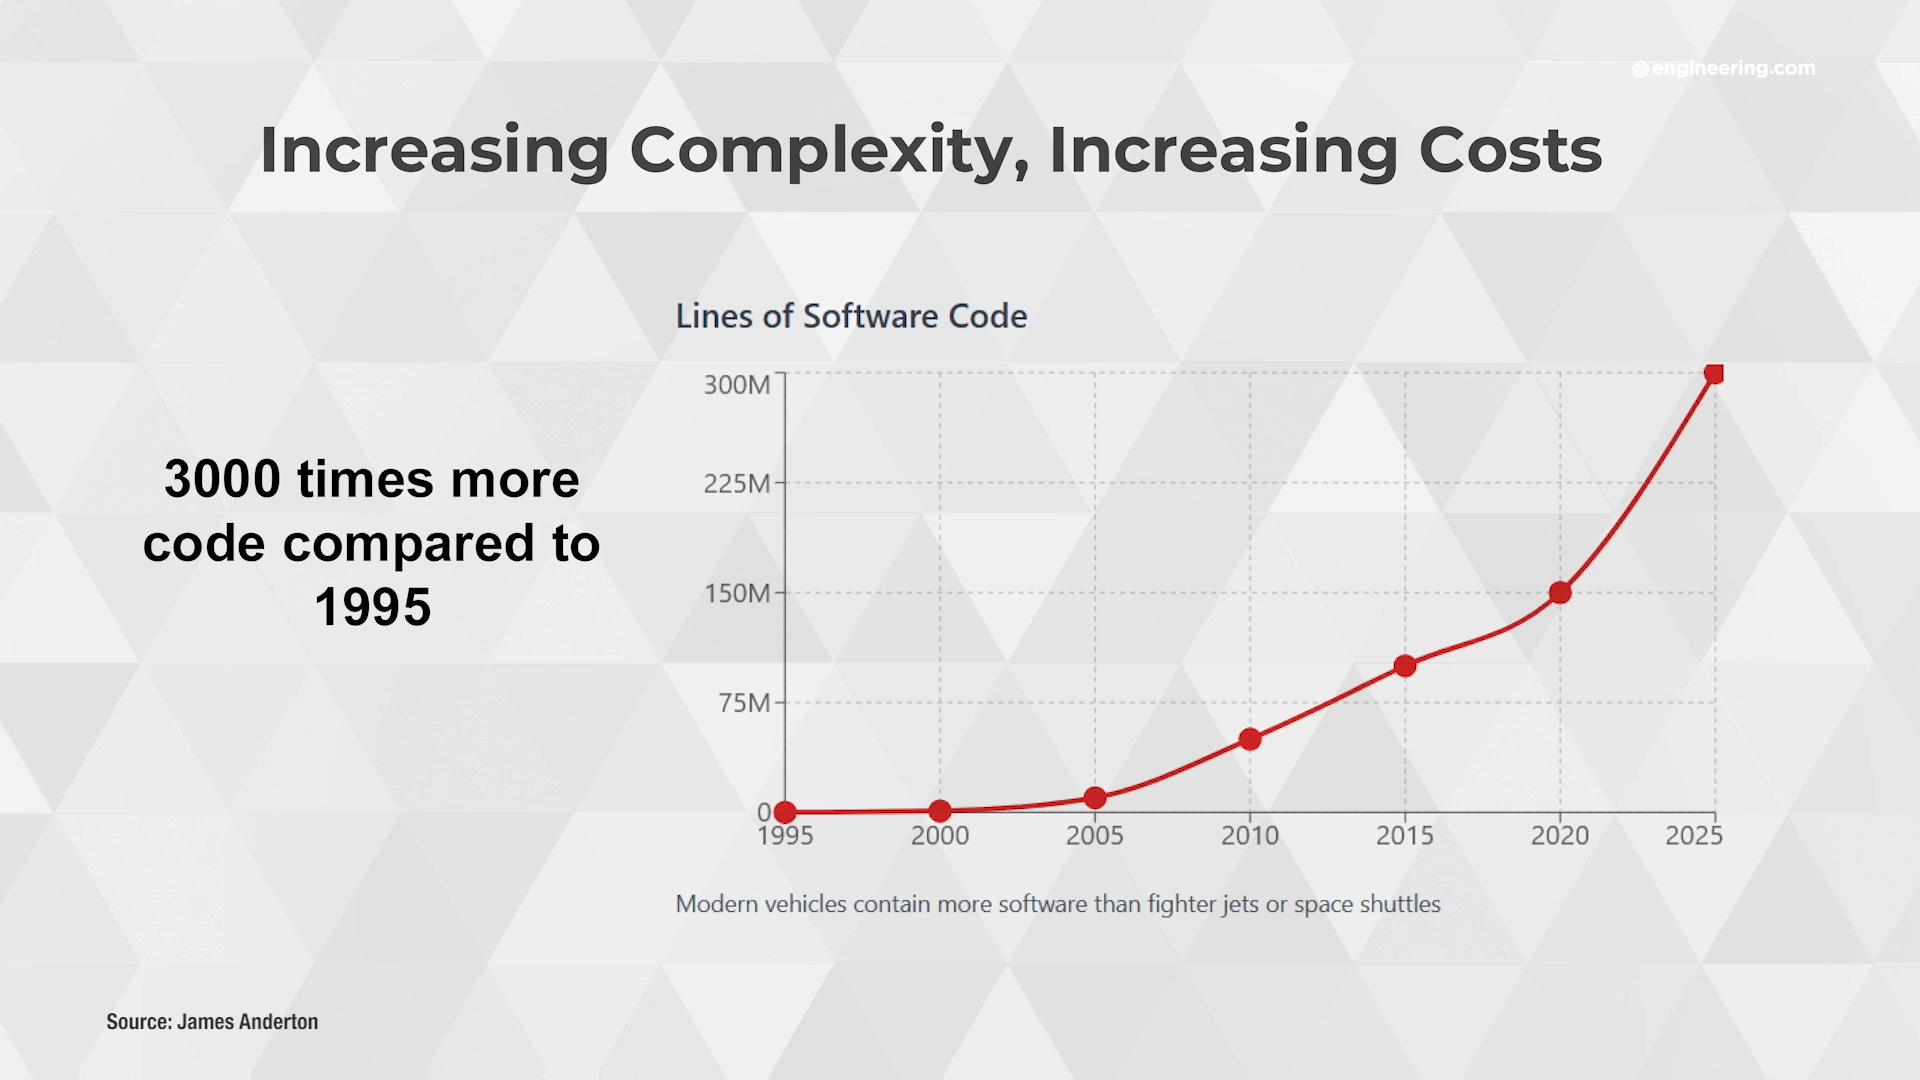 engineering.com
Increasing Complexity, Increasing Costs
Lines of Software Code
3000 times more
code compared to
1995
300M
225M
150M
75M
0
1995 2000 2005 2010 2015 2020 2025
Modern vehicles contain more software than fighter jets or space shuttles
Source: James Anderton